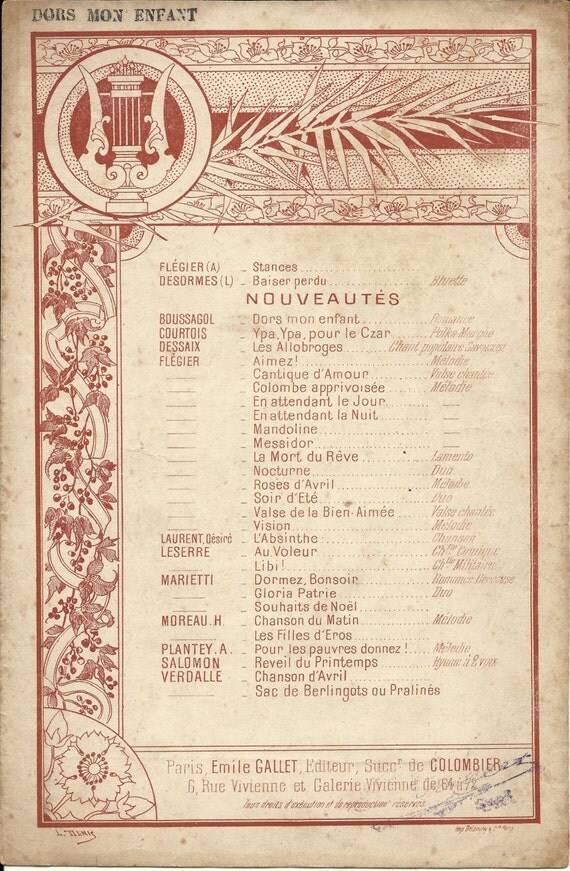 DORS MON ENFANT
FLÉGIER (A) _ Stances
DESORMES (L) _ Baiser perdu Bluette
NOUVEAUTÉS
BOUSSAGOL _ Dors mon enfant Romance
COURTOIS _ Ypa, Ypa, pour le Czar Polka-Marche
DESSAIX _ Les Allobroges Chant populaire Savoisien
FLÉGIER _ Aimez! Mélodie
_ Cantique d'Amour Valse chantée
_ Colombe apprivoisée Mélodie
_ En attendant le Jour
_ En attendant la Nuit
_ Mandoline
_ Messidor
_ La Mort du Rêve Lamento
_ Nocturne Duo
_ Roses d'Avril Mélodie
_ Soir d'Eté Duo
_ Valse de la Bien-Aimée Valse chantée
_ Vision Mélodie
LAURENT, Désiré _ L'Absinthe Chanson
LESERRE _ Au Voleur Ch^tte Comique
_ Libi! Ch^tte Militaire
MARIETTI _ Dormez, Bonsoir Romance Berceuse
_ Gloria Patrie Duo
_ Souhaits de Noël
MOREAU. H. _ Chanson du Matin Mélodie
_ Les Filles d'Eros
PLANTEY. A. _ Pour les pauvres donnez! Mélodie
SALOMON _ Reveil du Printemps Hymne à 2 voix
VERDALLE _ Chanson d'Avril
_ Sac de Berlingots ou Pralinés
Paris, Emile GALLET, Editeur, Succ^r de COLOMBIER
6, Rue Vivienne et Galerie Vivienne de 64 à 72
Tous droits d'exécution et de reproduction réservés.
L. DENIS